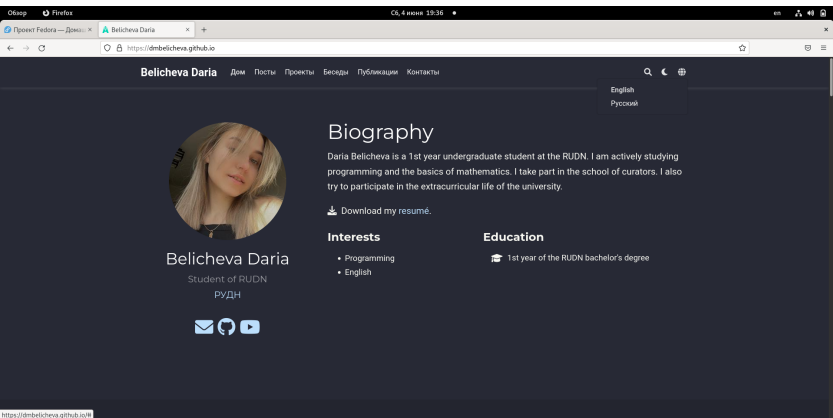 Обзор Firefox Сб, 4 июня 19:36 en
Проект Fedora — Домаш Belicheva Daria
https://dmbelicheva.github.io
Belicheva Daria Дом Посты Проекты Беседы Публикации Контакты
English
Русский
Biography
Daria Belicheva is a 1st year undergraduate student at the RUDN. I am actively studying
programming and the basics of mathematics. I take part in the school of curators. I also
try to participate in the extracurricular life of the university.
Download my resumé.
Interests Education
Programming 1st year of the RUDN bachelor's degree
English
Belicheva Daria
Student of RUDN
РУДН
https://dmbelicheva.github.io/#